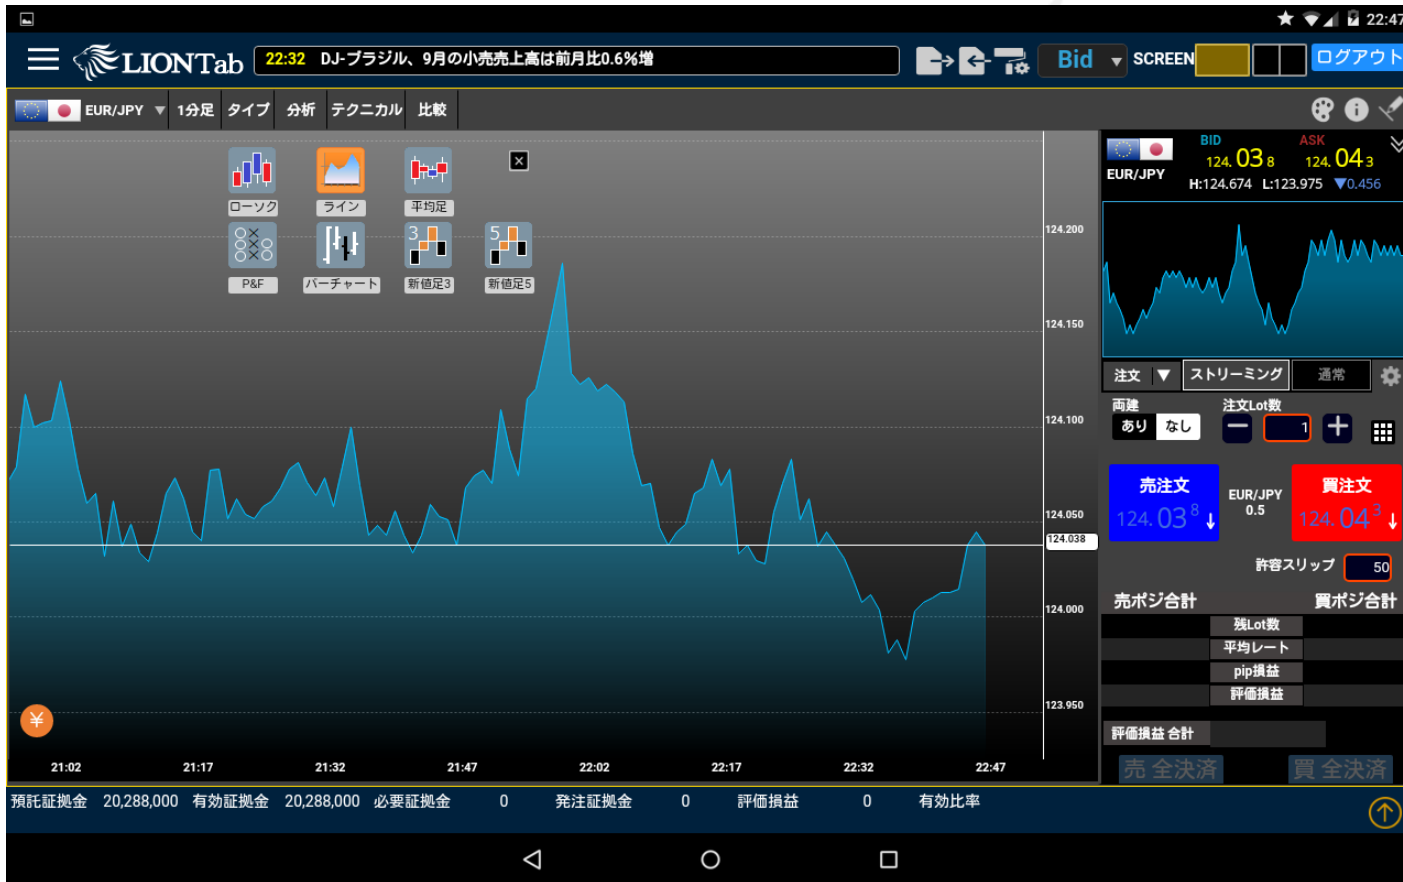 22:47
LIONTab 22:32 DJ-ブラジル、9月の小売売上高は前月比0.6%増 Bid ▼ SCREEN ログアウト
EUR/JPY ▼ 1分足 タイプ 分析 テクニカル 比較
ローソク ライン 平均足
3 5
P&F バーチャート 新値足3 新値足5
124.200
124.150
124.100
124.050
124.038
124.000
123.950
21:02 21:17 21:32 21:47 22:02 22:17 22:32 22:47
¥
BID ASK
124.038 124.043
EUR/JPY
H:124.674 L:123.975 ▼0.456
注文 ▼ ストリーミング 通常
両建 注文Lot数
あり なし − 1 +
売注文 EUR/JPY 買注文
124.038 ↓ 0.5 124.043 ↓
許容スリップ 50
売ポジ合計 買ポジ合計
残Lot数
平均レート
pip損益
評価損益
評価損益合計
売 全決済 買 全決済
預託証拠金 20,288,000 有効証拠金 20,288,000 必要証拠金 0 発注証拠金 0 評価損益 0 有効比率